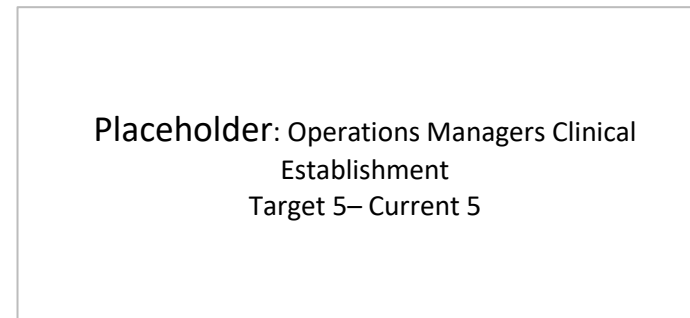 Placeholder: Operations Managers Clinical
Establishment
Target 5– Current 5